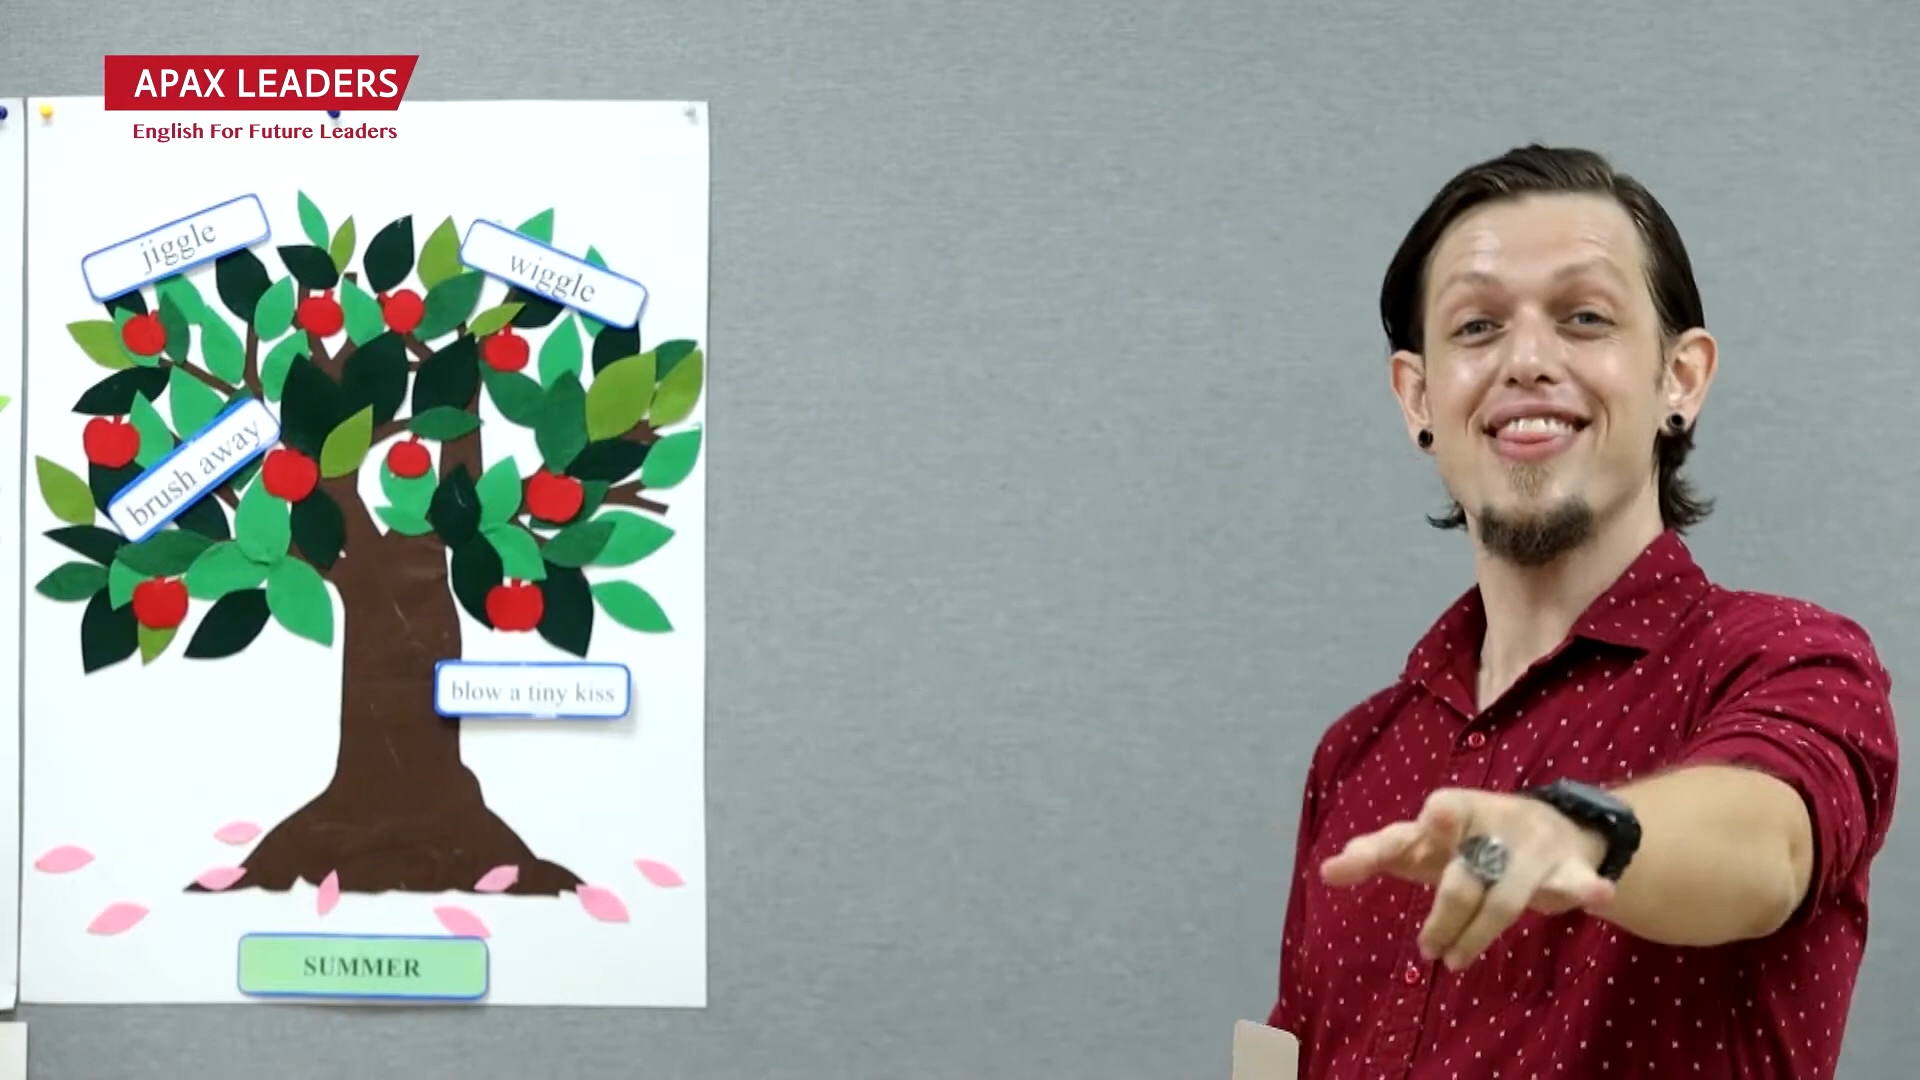 APAX LEADERS
English For Future Leaders
jiggle
wiggle
brush away
blow a tiny kiss
SUMMER